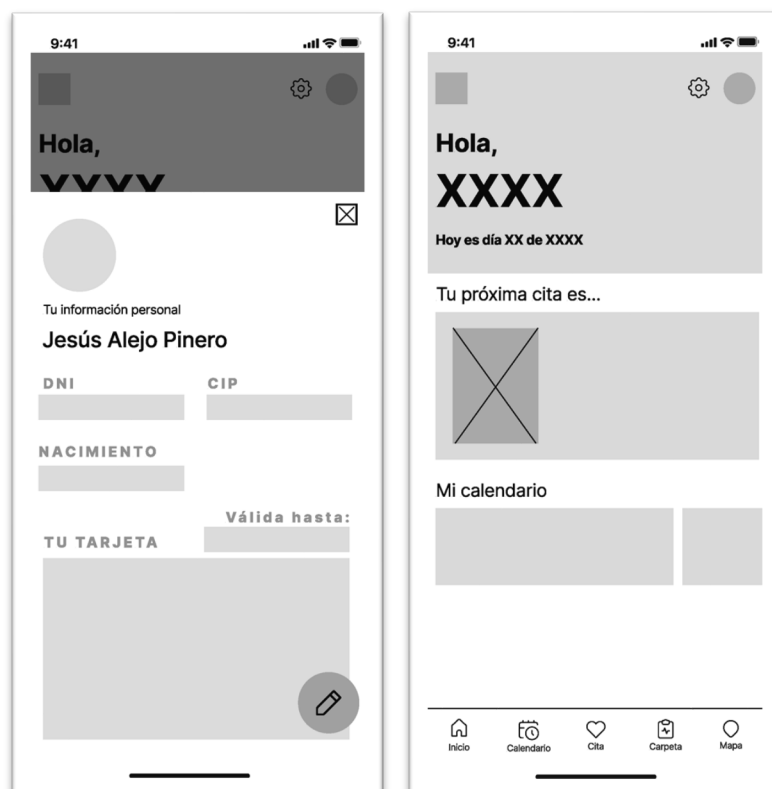 9:41
Hola,
XXXX
Tu información personal
Jesús Alejo Pinero
DNI
CIP
NACIMIENTO
Válida hasta:
TU TARJETA
9:41
Hola,
XXXX
Hoy es día XX de XXXX
Tu próxima cita es...
Mi calendario
Inicio
Calendario
Cita
Carpeta
Mapa